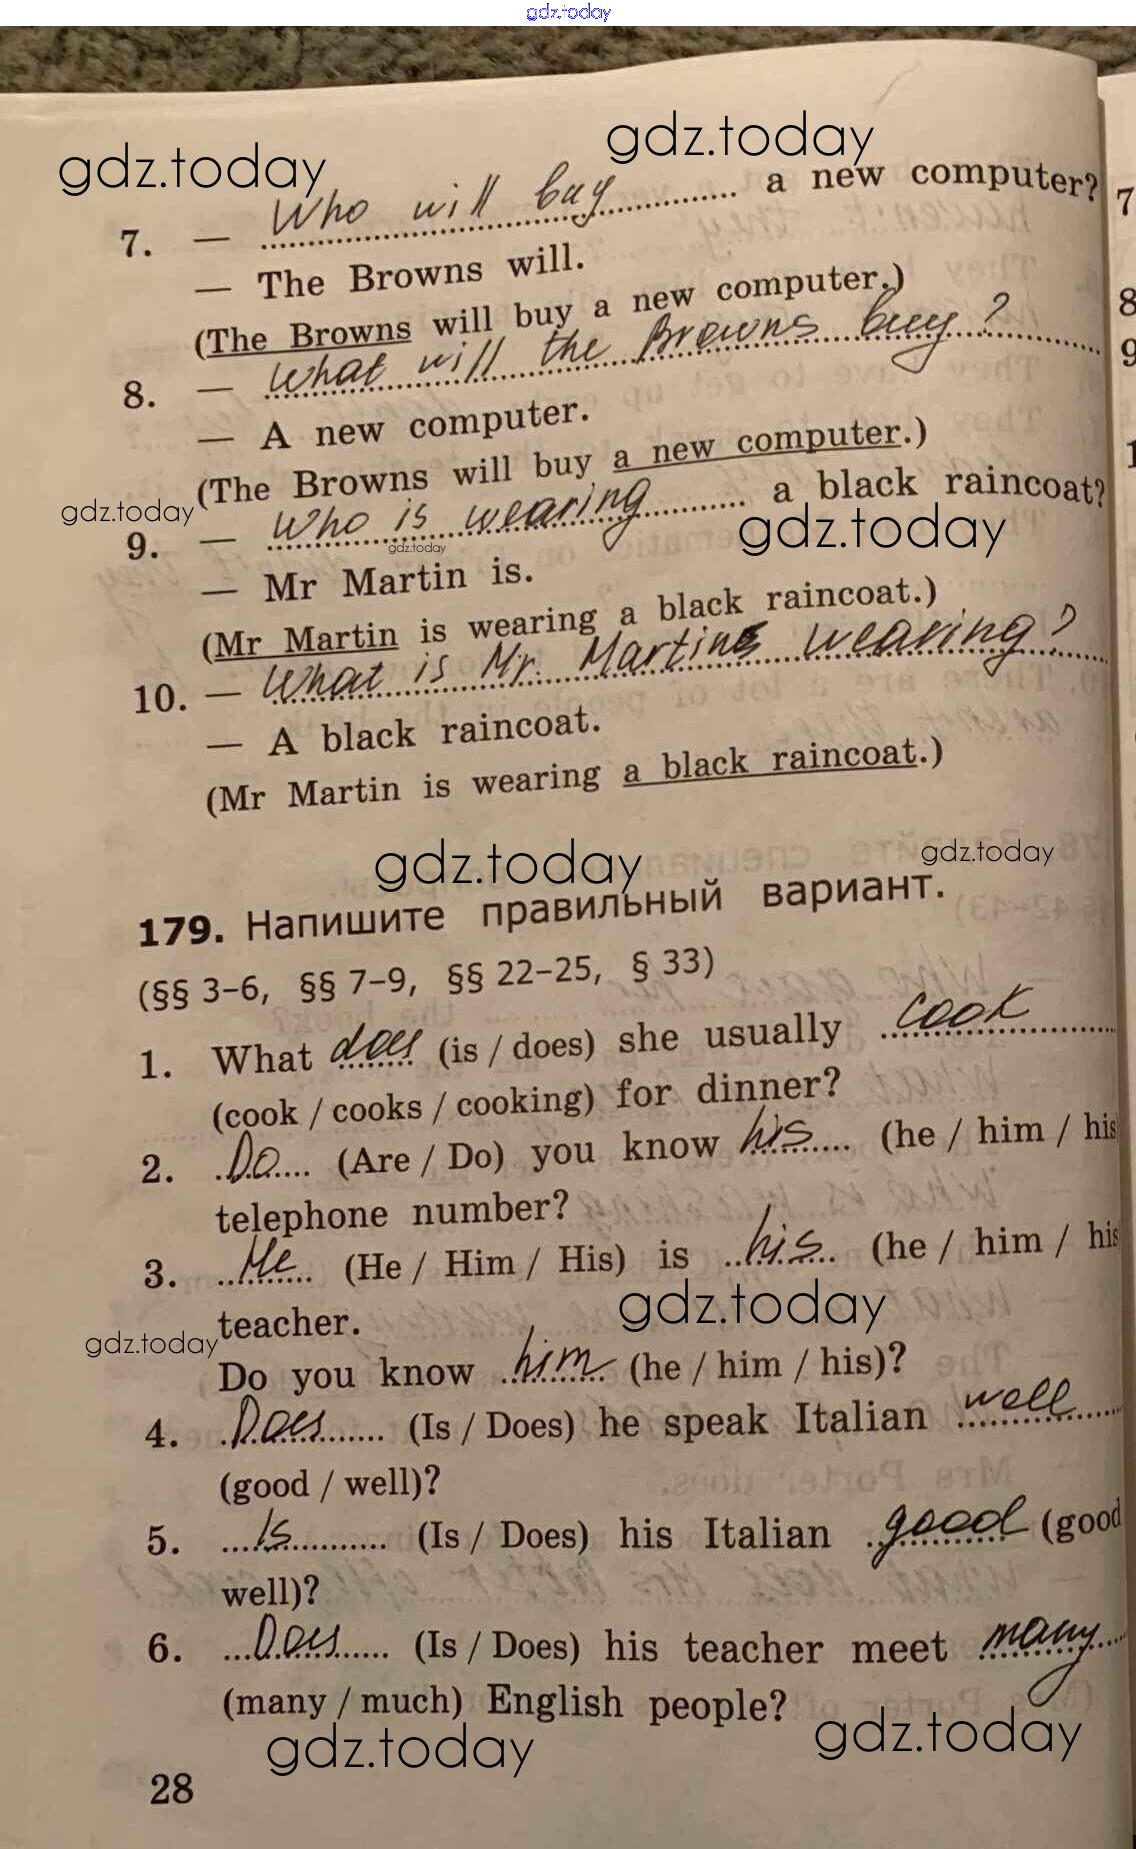 gdz.today
gdz.today
gdz.today
7. — Who will buy a new computer?
— The Browns will.
(The Browns will buy a new computer.)
8. — What will the Browns buy?
— A new computer.
(The Browns will buy a new computer.)
gdz.today
gdz.today
gdz.today
9. — Who is wearing a black raincoat?
— Mr Martin is.
(Mr Martin is wearing a black raincoat.)
10. — What is Mr. Martin wearing?
— A black raincoat.
(Mr Martin is wearing a black raincoat.)
gdz.today
gdz.today
179. Напишите правильный вариант.
(§§ 3–6, §§ 7–9, §§ 22–25, § 33)
1. What does (is / does) she usually cook
(cook / cooks / cooking) for dinner?
2. Do (Are / Do) you know his (he / him / his
telephone number?
3. He (He / Him / His) is his (he / him / his
teacher.
gdz.today
gdz.today
Do you know him (he / him / his)?
4. Does (Is / Does) he speak Italian well
(good / well)?
5. Is (Is / Does) his Italian good (good
well)?
6. Does (Is / Does) his teacher meet many
(many / much) English people?
gdz.today
gdz.today
28
7
8
9
1